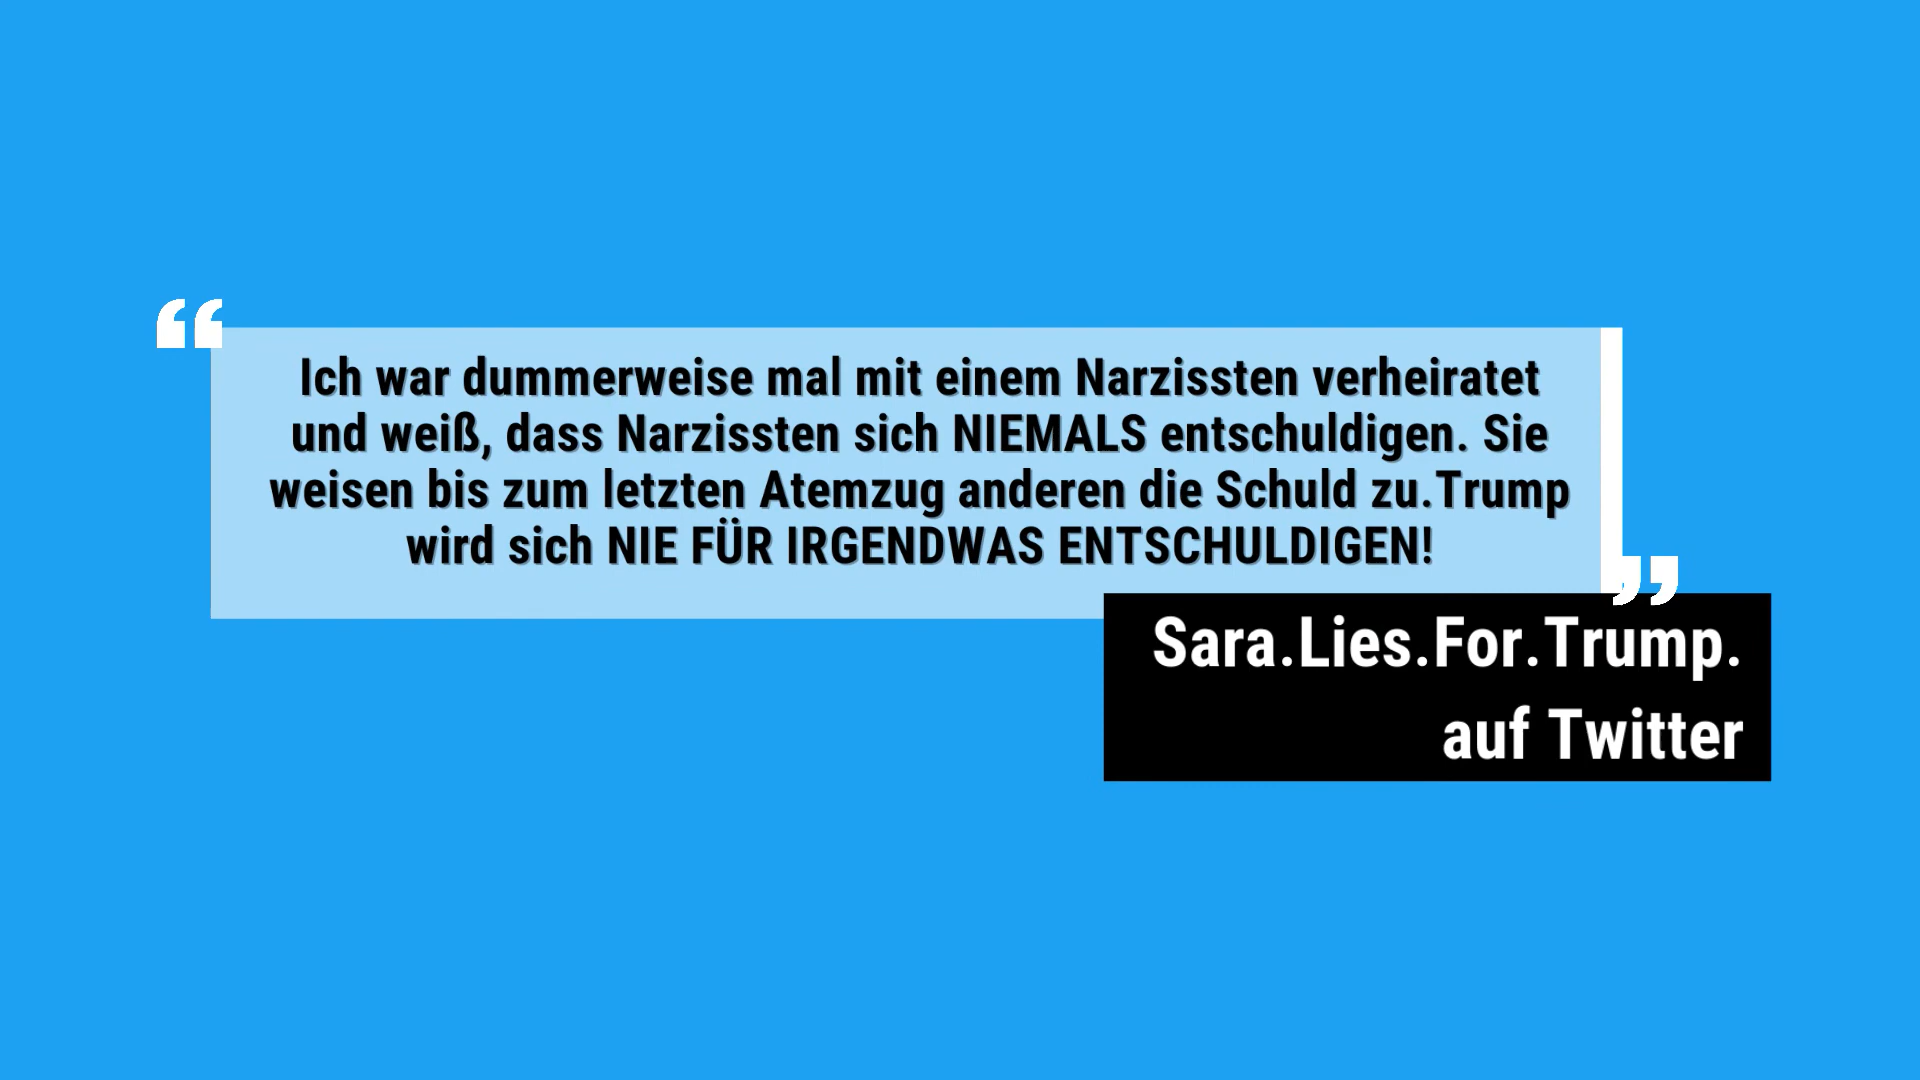 “
Ich war dummerweise mal mit einem Narzissten verheiratet
und weiß, dass Narzissten sich NIEMALS entschuldigen. Sie
weisen bis zum letzten Atemzug anderen die Schuld zu.Trump
wird sich NIE FÜR IRGENDWAS ENTSCHULDIGEN!
”
Sara.Lies.For.Trump.
auf Twitter